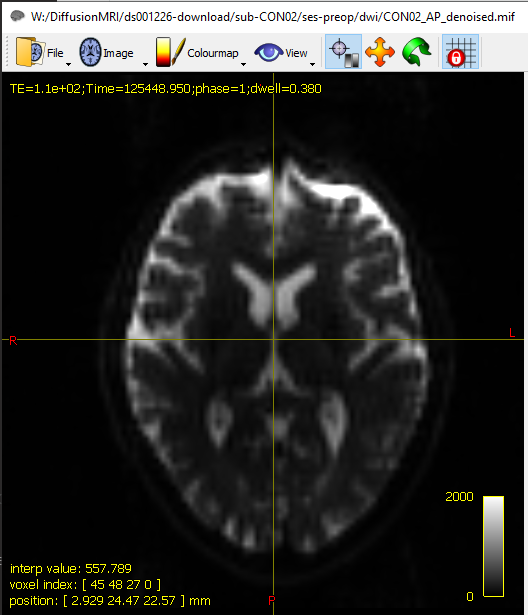 W:/DiffusionMRI/ds001226-download/sub-CON02/ses-preop/dwi/CON02_AP_denoised.mif
File Image Colourmap View
TE=1.1e+02;Time=125448.950;phase=1;dwell=0.380
R L
2000
interp value: 557.789
voxel index: [ 45 48 27 0 ]
0
position: [ 2.929 24.47 22.57 ] mm
P